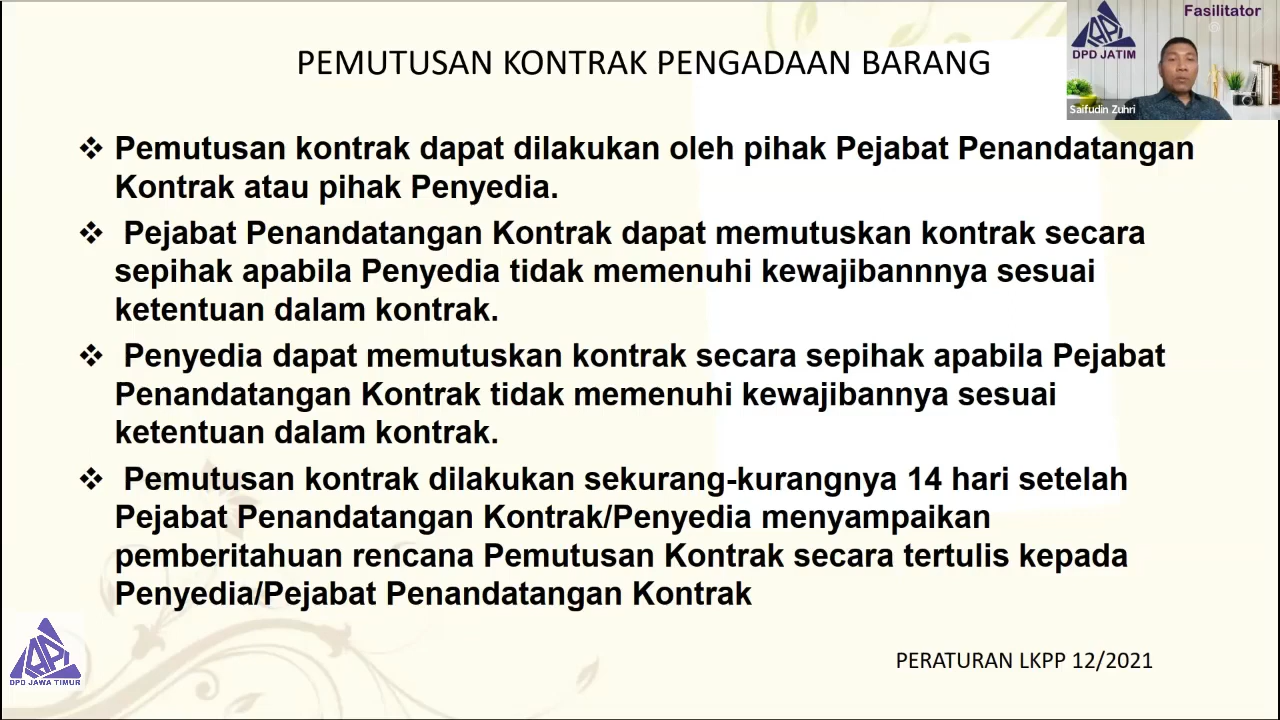 Fasilitator
IAPI
DPD JATIM
Saifudin Zuhri
PEMUTUSAN KONTRAK PENGADAAN BARANG
❖ Pemutusan kontrak dapat dilakukan oleh pihak Pejabat Penandatangan
Kontrak atau pihak Penyedia.
❖ Pejabat Penandatangan Kontrak dapat memutuskan kontrak secara
sepihak apabila Penyedia tidak memenuhi kewajibannnya sesuai
ketentuan dalam kontrak.
❖ Penyedia dapat memutuskan kontrak secara sepihak apabila Pejabat
Penandatangan Kontrak tidak memenuhi kewajibannya sesuai
ketentuan dalam kontrak.
❖ Pemutusan kontrak dilakukan sekurang-kurangnya 14 hari setelah
Pejabat Penandatangan Kontrak/Penyedia menyampaikan
pemberitahuan rencana Pemutusan Kontrak secara tertulis kepada
Penyedia/Pejabat Penandatangan Kontrak
IAPI
DPD JAWA TIMUR
PERATURAN LKPP 12/2021